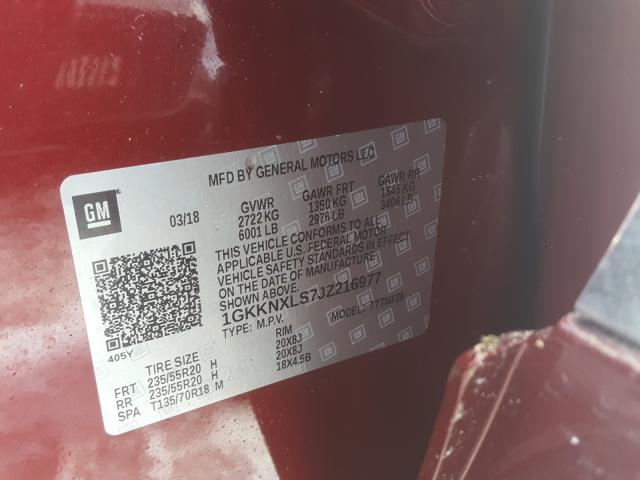 MFD BY GENERAL MOTORS LLC
GM
03/18
GVWR GAWR FRT GAWR RR
2722 KG 1350 KG 1545 KG
6001 LB 2976 LB 3406 LB
THIS VEHICLE CONFORMS TO ALL
APPLICABLE U.S. FEDERAL MOTOR
VEHICLE SAFETY STANDARDS IN EFFECT
ON THE DATE OF MANUFACTURE
SHOWN ABOVE.
1GKKNXLS7JZ216977
TYPE: M.P.V. MODEL: 77TNF26
405Y
TIRE SIZE RIM
FRT 235/55R20 H 20X8J
RR 235/55R20 H 20X8J
SPA T135/70R18 M 18X4.5B